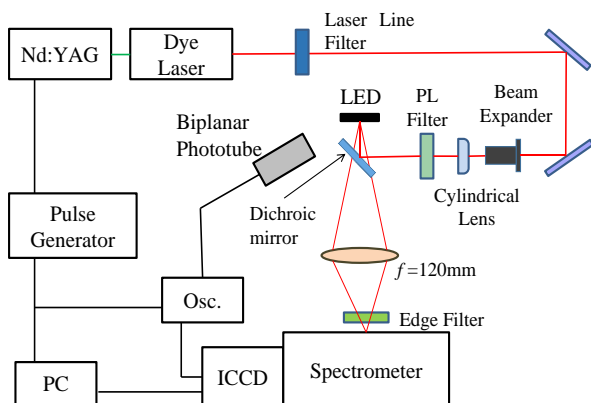 Nd:YAG
Dye
Laser
Laser Line
Filter
LED
PL
Filter
Beam
Expander
Biplanar
Phototube
Cylindrical
Lens
Dichroic
mirror
Pulse
Generator
f=120mm
Osc.
Edge Filter
PC
ICCD
Spectrometer